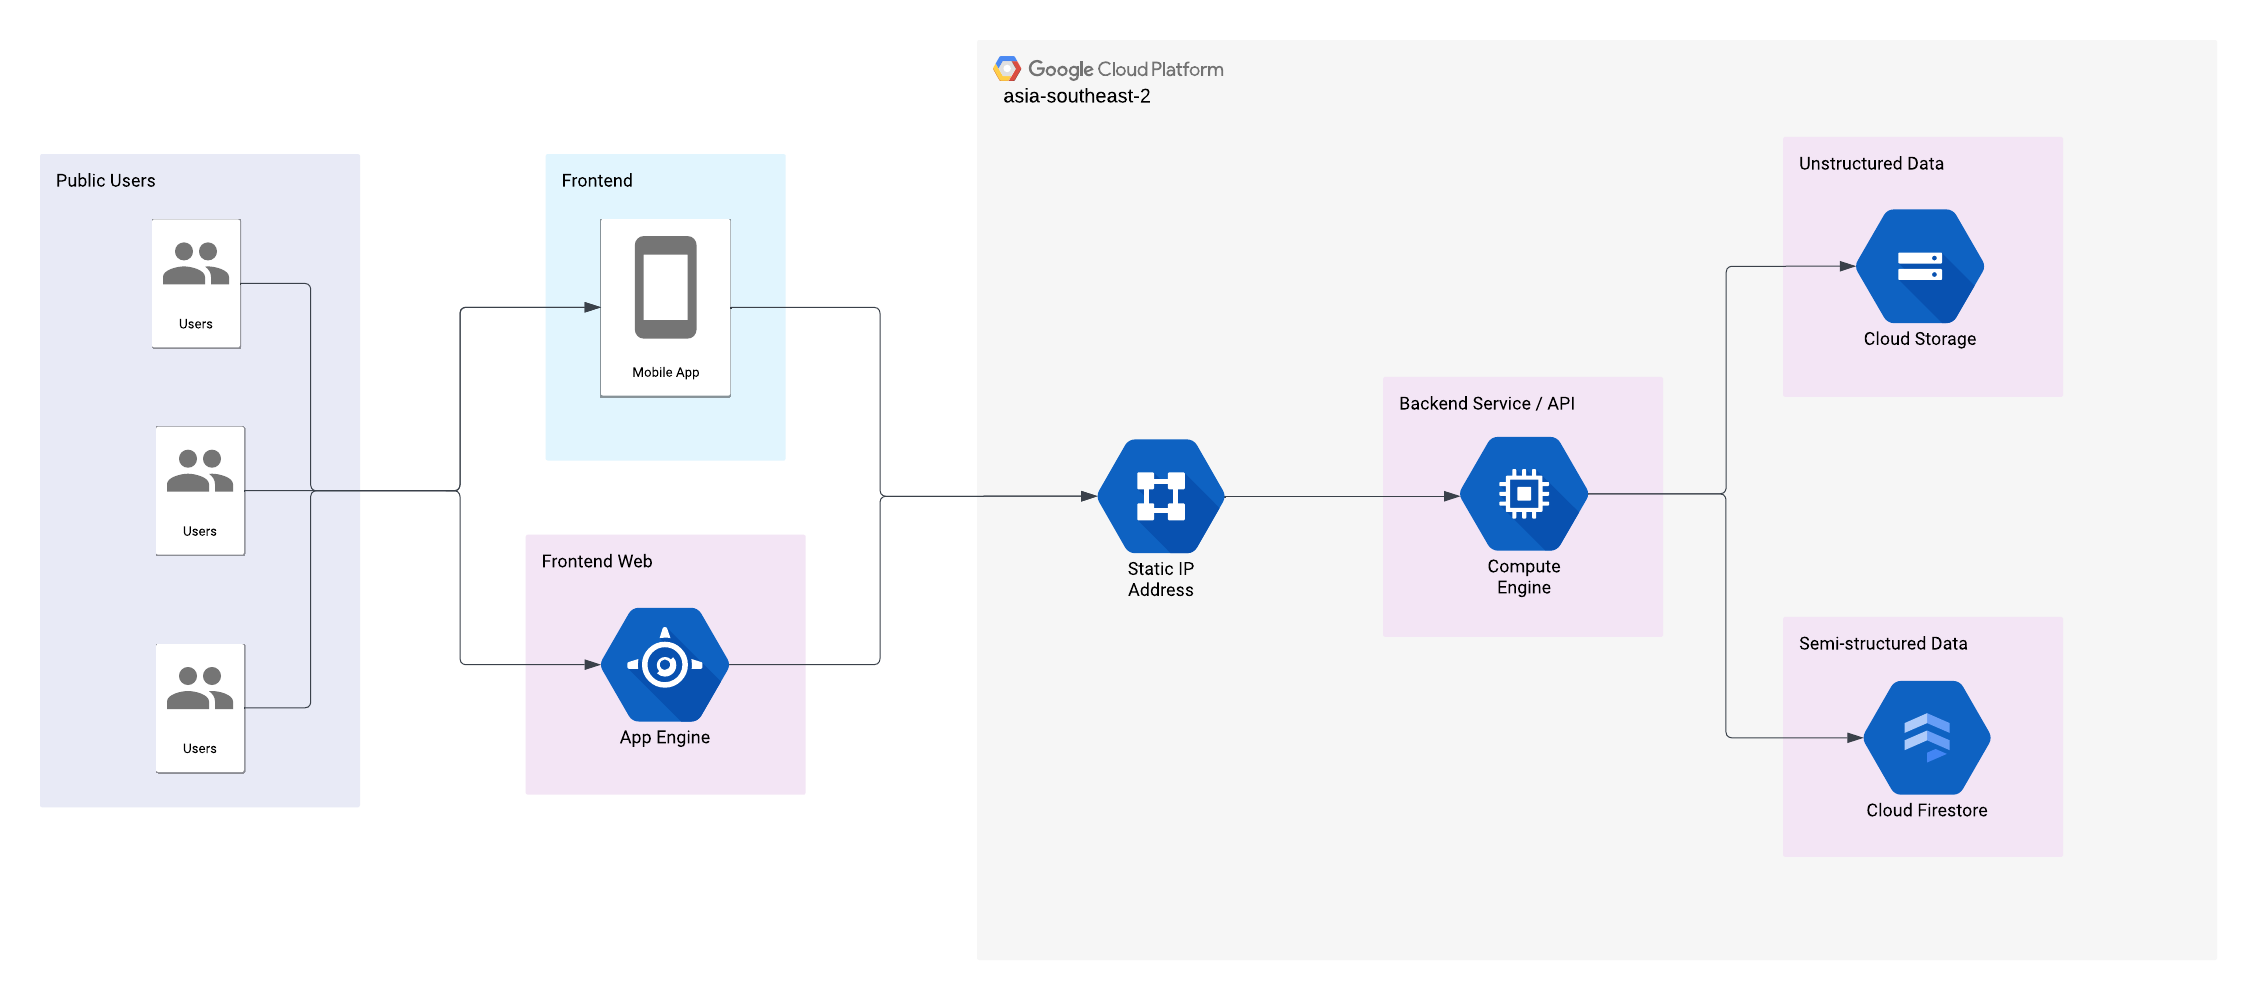 Google Cloud Platform
asia-southeast-2
Public Users
Users
Users
Users
Frontend
Mobile App
Frontend Web
App Engine
Static IP
Address
Backend Service / API
Compute
Engine
Unstructured Data
Cloud Storage
Semi-structured Data
Cloud Firestore